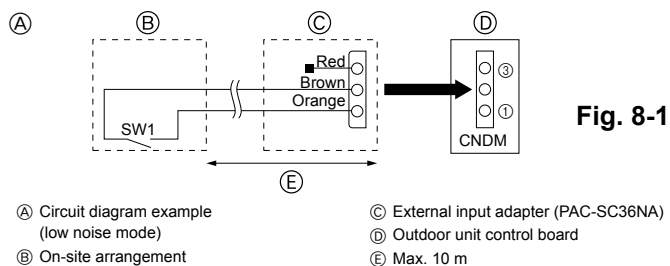 Ⓐ Ⓑ Ⓒ Ⓓ
Red
Brown
Orange
SW1
③
①
CNDM
Ⓔ
Fig. 8-1
Ⓐ Circuit diagram example
(low noise mode)
Ⓑ On-site arrangement
Ⓒ External input adapter (PAC-SC36NA)
Ⓓ Outdoor unit control board
Ⓔ Max. 10 m